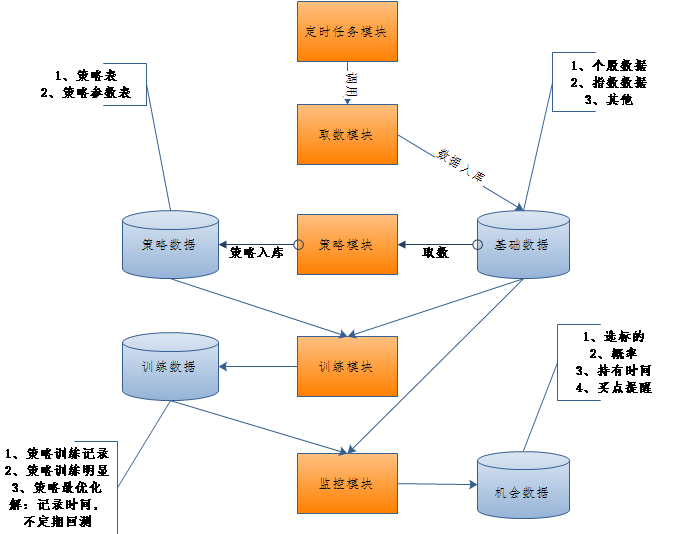 定时任务模块
1、策略表
2、策略参数表
1、个股数据
2、指数数据
3、其他
调用
取数模块
数据入库
策略数据
策略入库
策略模块
取数
基础数据
训练数据
训练模块
1、选标的
2、概率
3、持有时间
4、买点提醒
1、策略训练记录
2、策略训练明显
3、策略最优化
解：记录时间，
不定期回测
监控模块
机会数据